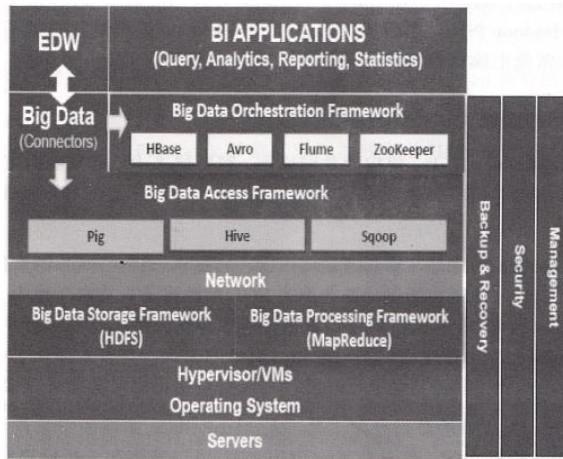 EDW
BI APPLICATIONS
(Query, Analytics, Reporting, Statistics)
Big Data
(Connectors)
Big Data Orchestration Framework
HBase
Avro
Flume
ZooKeeper
Big Data Access Framework
Pig
Hive
Sqoop
Network
Big Data Storage Framework
(HDFS)
Big Data Processing Framework
(MapReduce)
Hypervisor/VMs
Operating System
Servers
Backup & Recovery
Security
Management